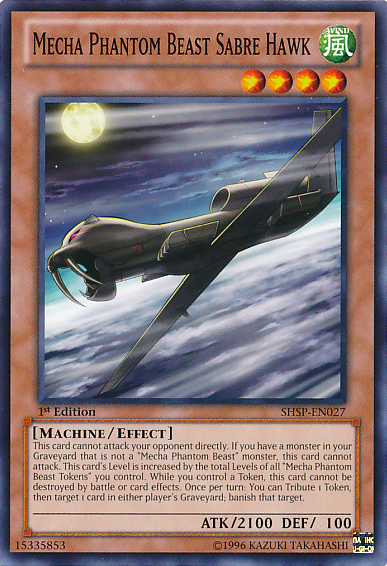 MECHA PHANTOM BEAST SABRE HAWK
WIND
風
1st Edition
SHSP-EN027
[MACHINE/EFFECT]
This card cannot attack your opponent directly. If you have a monster in your
Graveyard that is not a "Mecha Phantom Beast" monster, this card cannot
attack. This card's Level is increased by the total Levels of all "Mecha Phantom
Beast Tokens" you control. While you control a Token, this card cannot be
destroyed by battle or card effects. Once per turn: You can Tribute 1 Token,
then target 1 card in either player's Graveyard; banish that target.
ATK/2100 DEF/ 100
15335853
©1996 KAZUKI TAKAHASHI